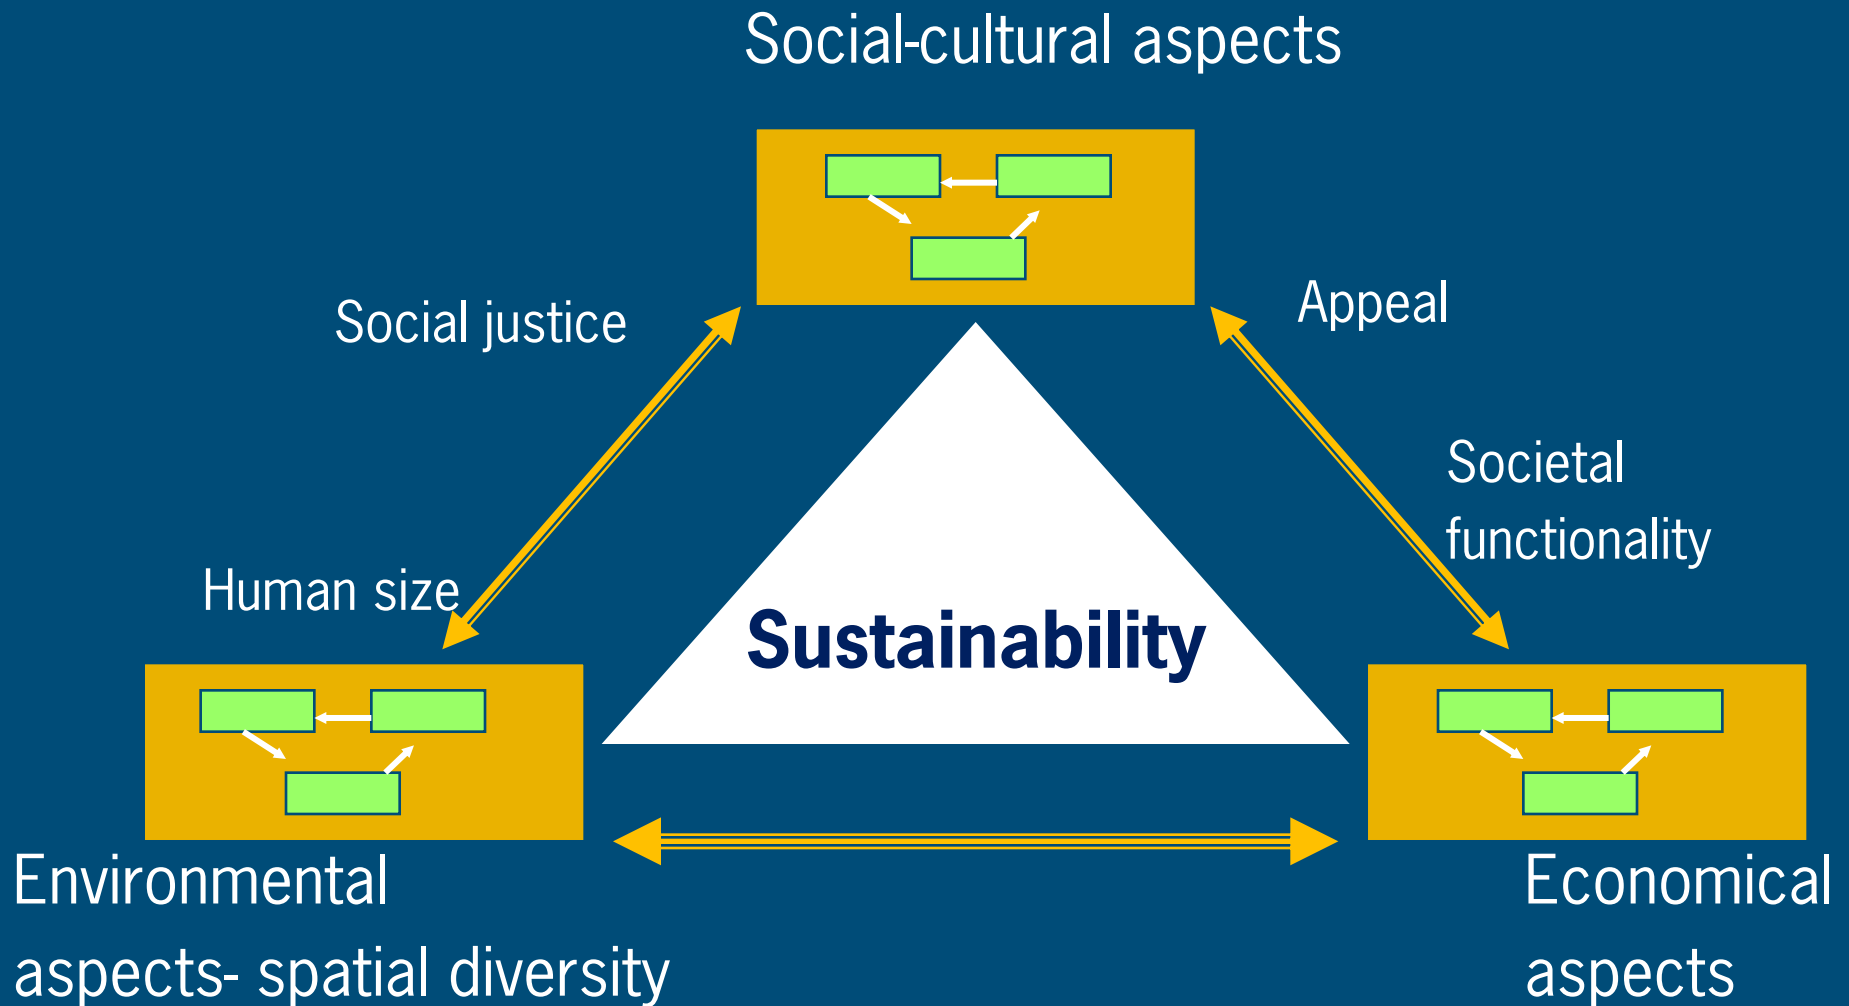 Social-cultural aspects
Appeal
Social justice
Societal
functionality
Human size
Sustainability
Environmental
aspects- spatial diversity
Economical
aspects